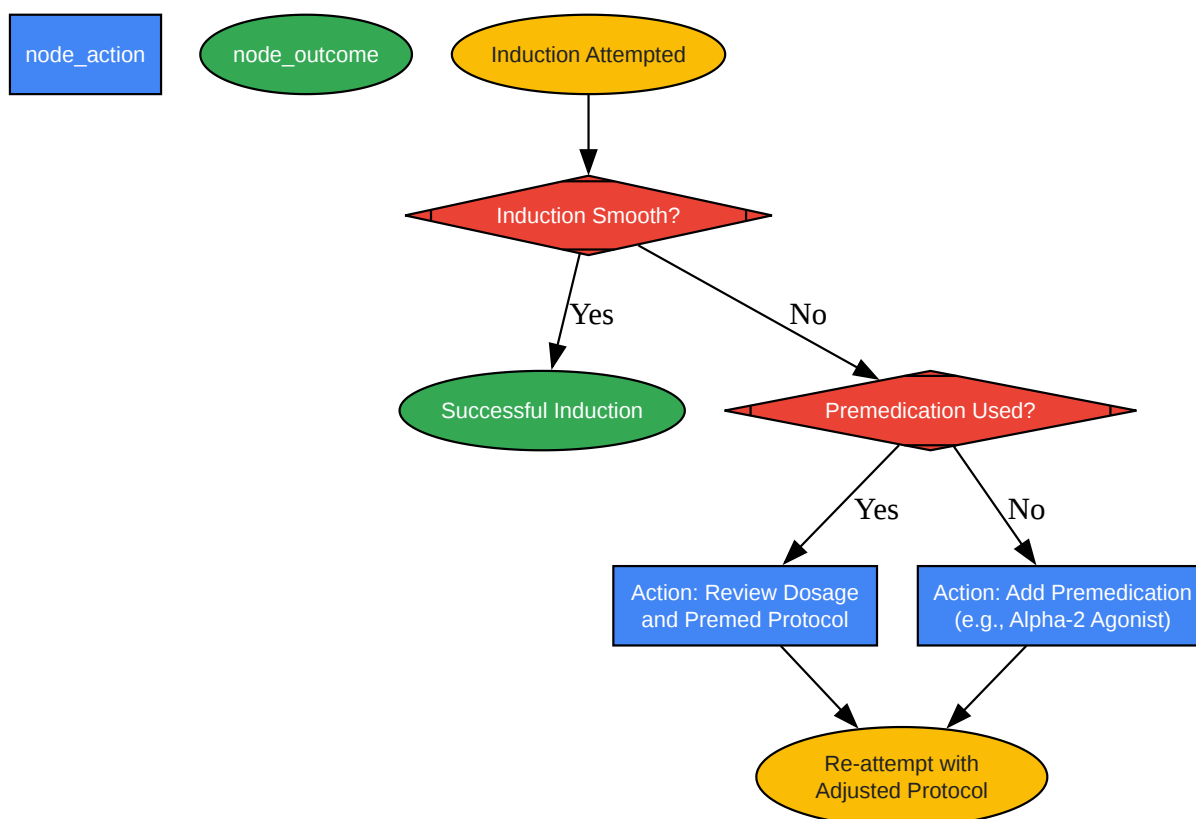 node_action
node_outcome
Induction Attempted
Induction Smooth?
Yes
No
Successful Induction
Premedication Used?
Yes
No
Action: Review Dosage
and Premed Protocol
Action: Add Premedication
(e.g., Alpha-2 Agonist)
Re-attempt with
Adjusted Protocol